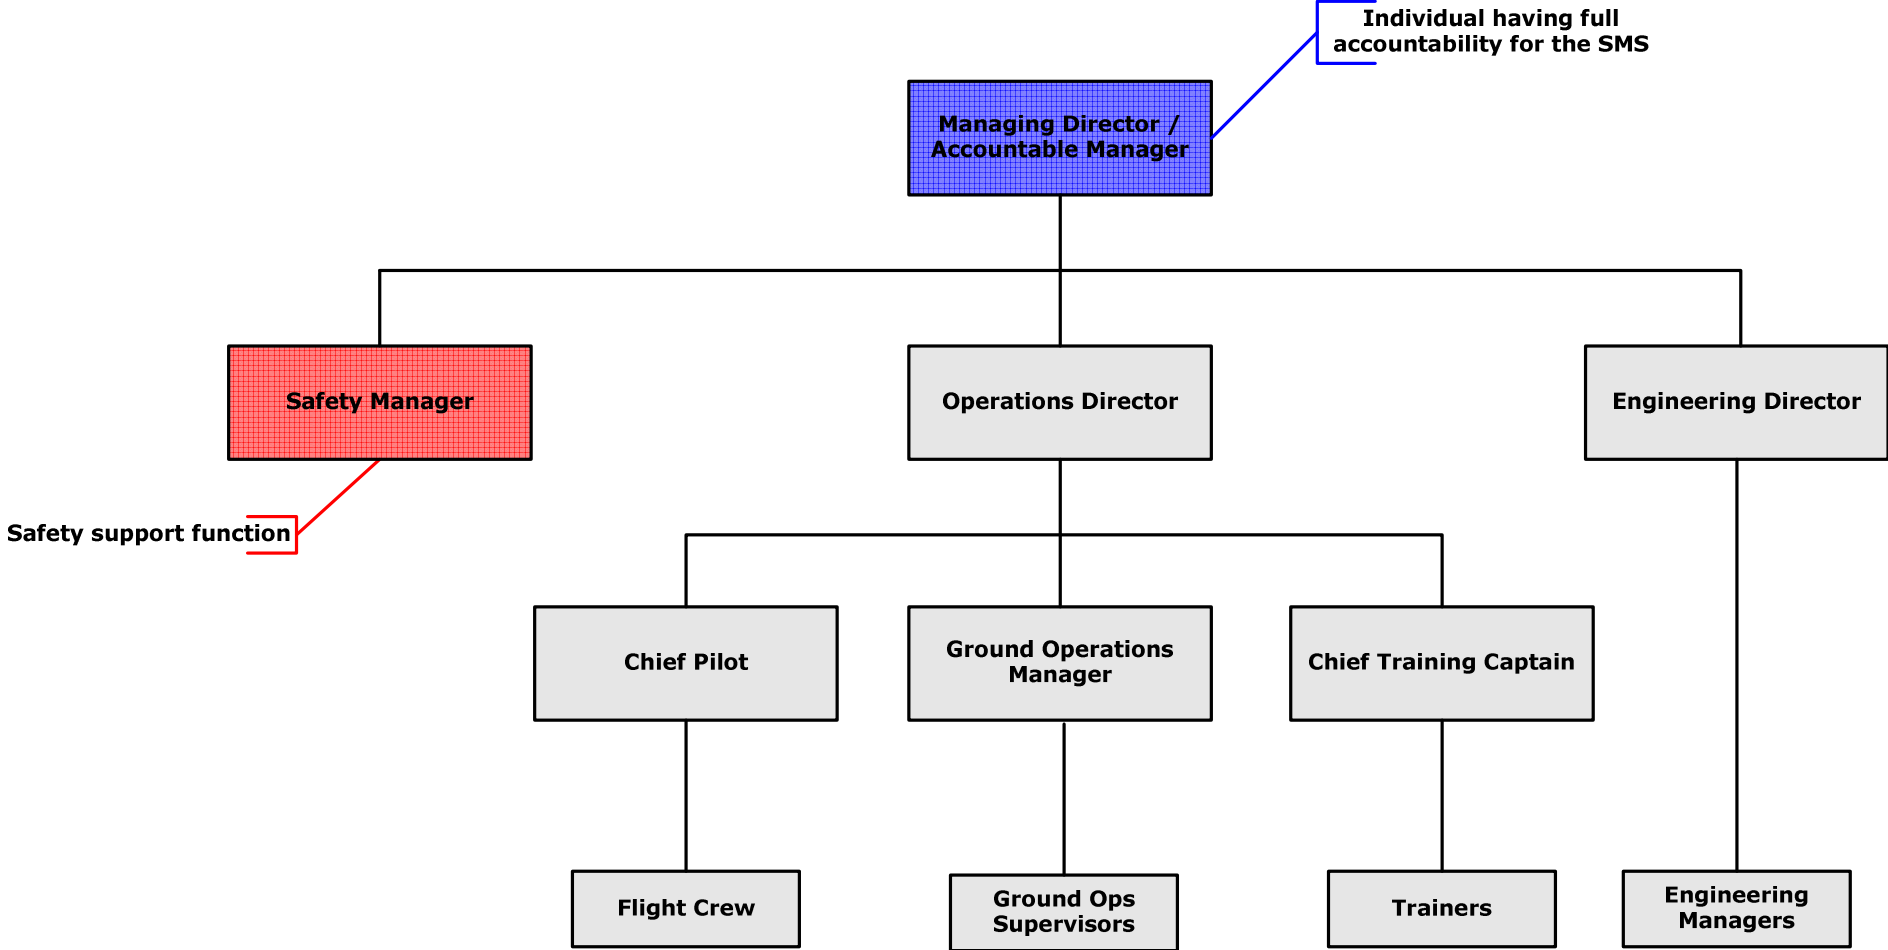 Individual having full
accountability for the SMS
Managing Director /
Accountable Manager
Safety Manager
Operations Director
Engineering Director
Safety support function
Chief Pilot
Ground Operations
Manager
Chief Training Captain
Flight Crew
Ground Ops
Supervisors
Trainers
Engineering
Managers